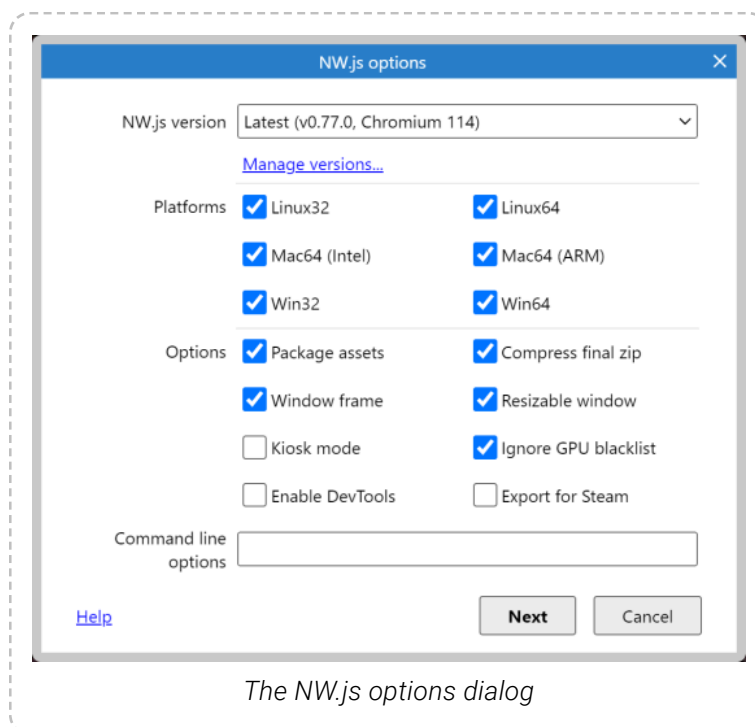 NW.js options
NW.js version Latest (v0.77.0, Chromium 114)
Manage versions...
Platforms Linux32 Linux64
Mac64 (Intel) Mac64 (ARM)
Win32 Win64
Options Package assets Compress final zip
Window frame Resizable window
Kiosk mode Ignore GPU blacklist
Enable DevTools Export for Steam
Command line
options
Help Next Cancel
The NW.js options dialog